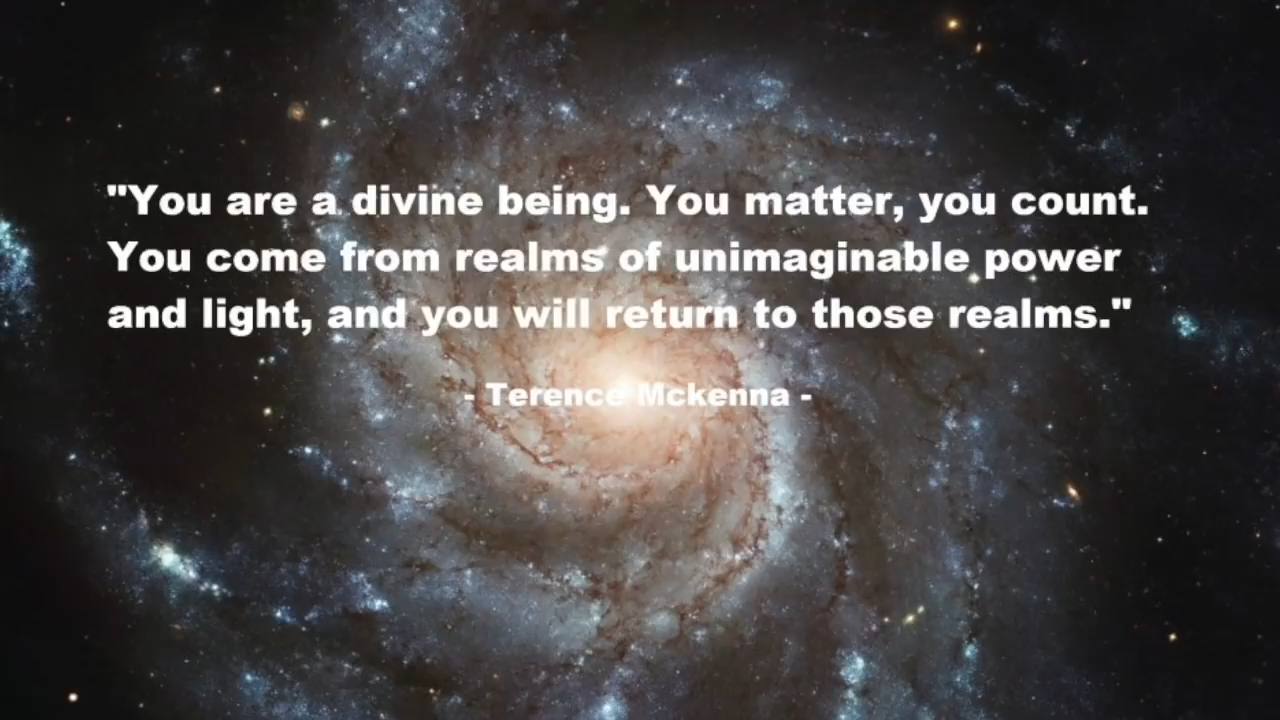 "You are a divine being. You matter, you count.
You come from realms of unimaginable power
and light, and you will return to those realms."
- Terence Mckenna -